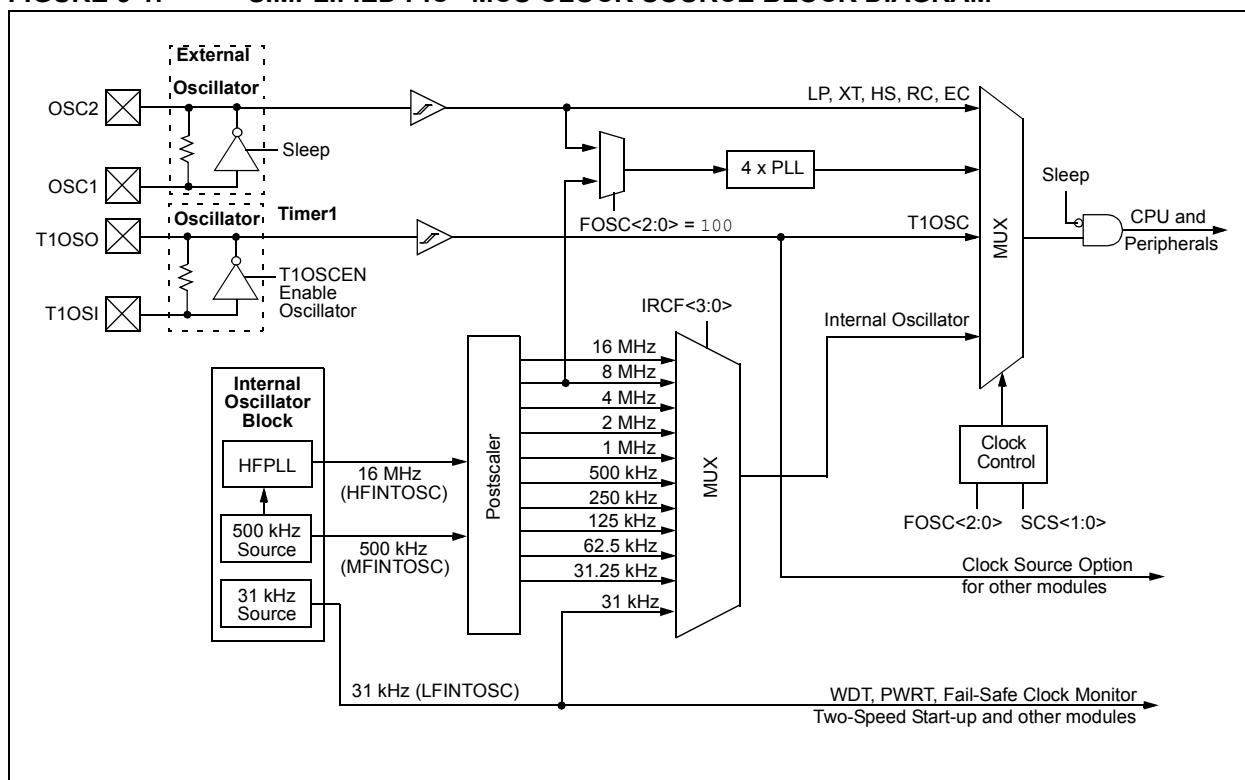 External
Oscillator
OSC2
Sleep
OSC1
LP, XT, HS, RC, EC
4 x PLL
FOSC<2:0> = 100
Sleep
CPU and
Peripherals
MUX
Oscillator
Timer1
T1OSO
T1OSCEN
Enable
Oscillator
T1OSI
T1OSC
IRCF<3:0>
Internal Oscillator
Internal
Oscillator
Block
HFPLL
500 kHz
Source
31 kHz
Source
16 MHz
(HFINTOSC)
500 kHz
(MFINTOSC)
Postscaler
16 MHz
8 MHz
4 MHz
2 MHz
1 MHz
500 kHz
250 kHz
125 kHz
62.5 kHz
31.25 kHz
31 kHz
MUX
Clock
Control
FOSC<2:0>
SCS<1:0>
Clock Source Option
for other modules
31 kHz (LFINTOSC)
WDT, PWRT, Fail-Safe Clock Monitor
Two-Speed Start-up and other modules